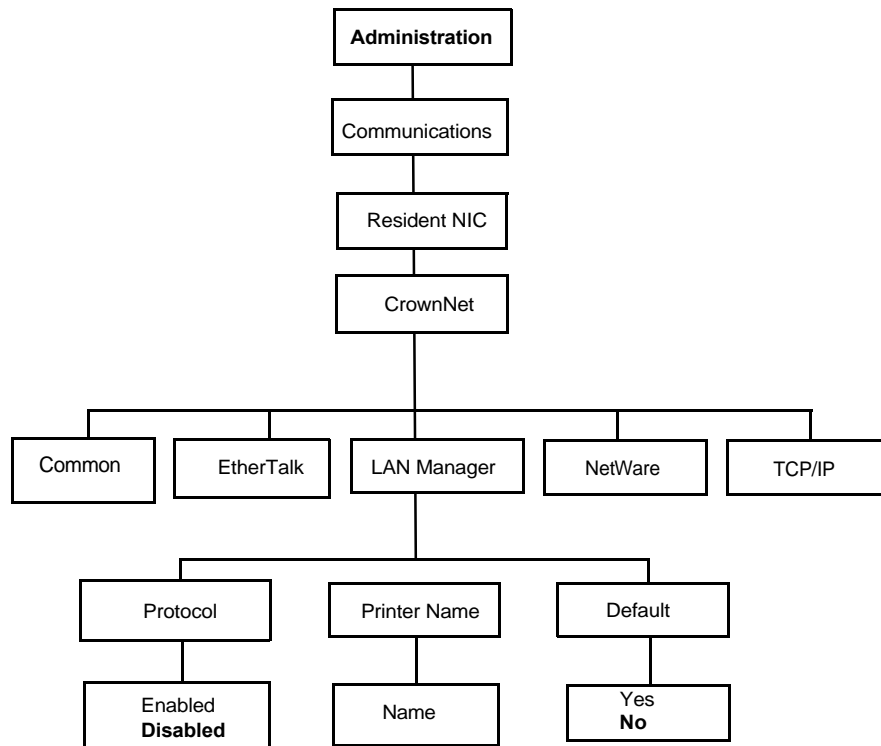 Administration
Communications
Resident NIC
CrownNet
Common
EtherTalk
LAN Manager
NetWare
TCP/IP
Protocol
Printer Name
Default
Enabled
Disabled
Name
Yes
No